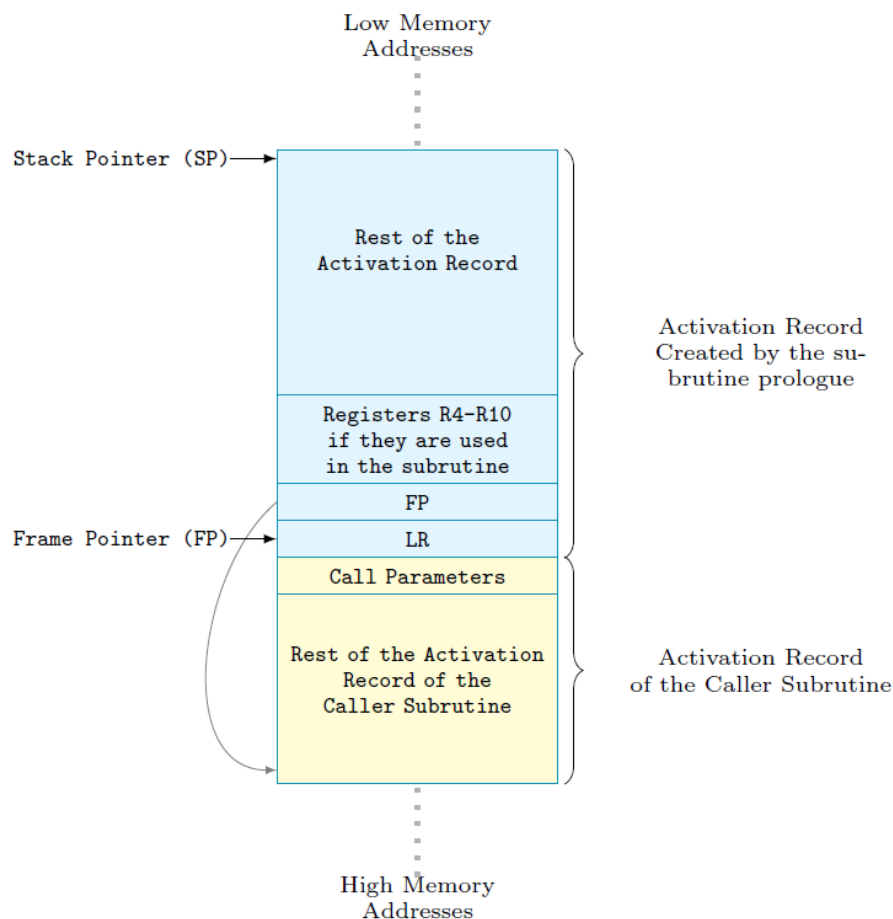 Low Memory
Addresses
Stack Pointer (SP)
Rest of the
Activation Record
Activation Record
Created by the su-
brutine prologue
Registers R4-R10
if they are used
in the subrutine
FP
Frame Pointer (FP)
LR
Call Parameters
Rest of the Activation
Record of the
Caller Subrutine
Activation Record
of the Caller Subrutine
High Memory
Addresses